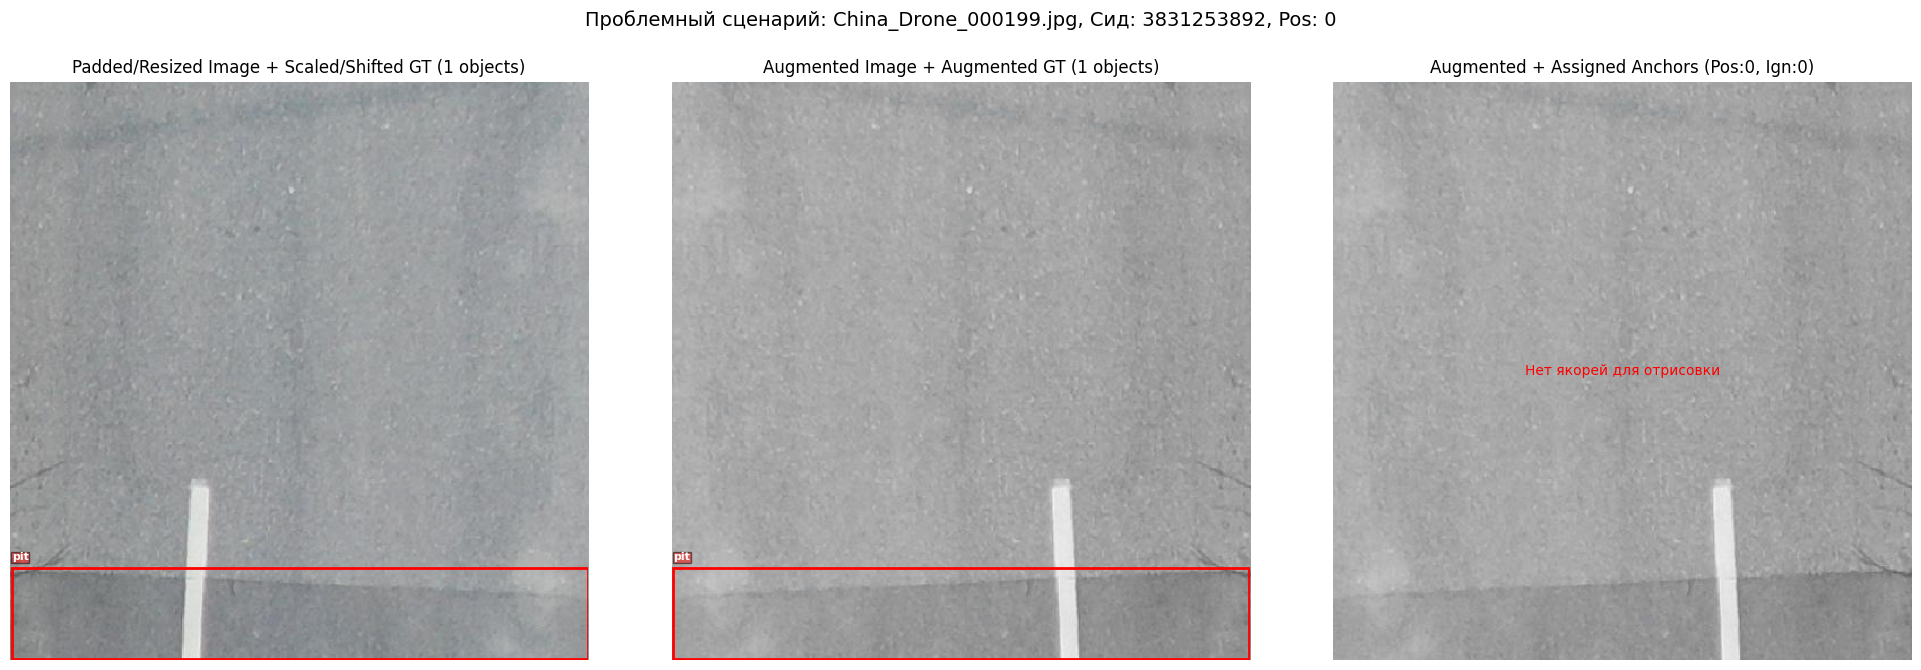 Проблемный сценарий: China_Drone_000199.jpg, Сид: 3831253892, Pos: 0
Padded/Resized Image + Scaled/Shifted GT (1 objects)
Augmented Image + Augmented GT (1 objects)
Augmented + Assigned Anchors (Pos:0, Ign:0)
Нет якорей для отрисовки
pit
pit